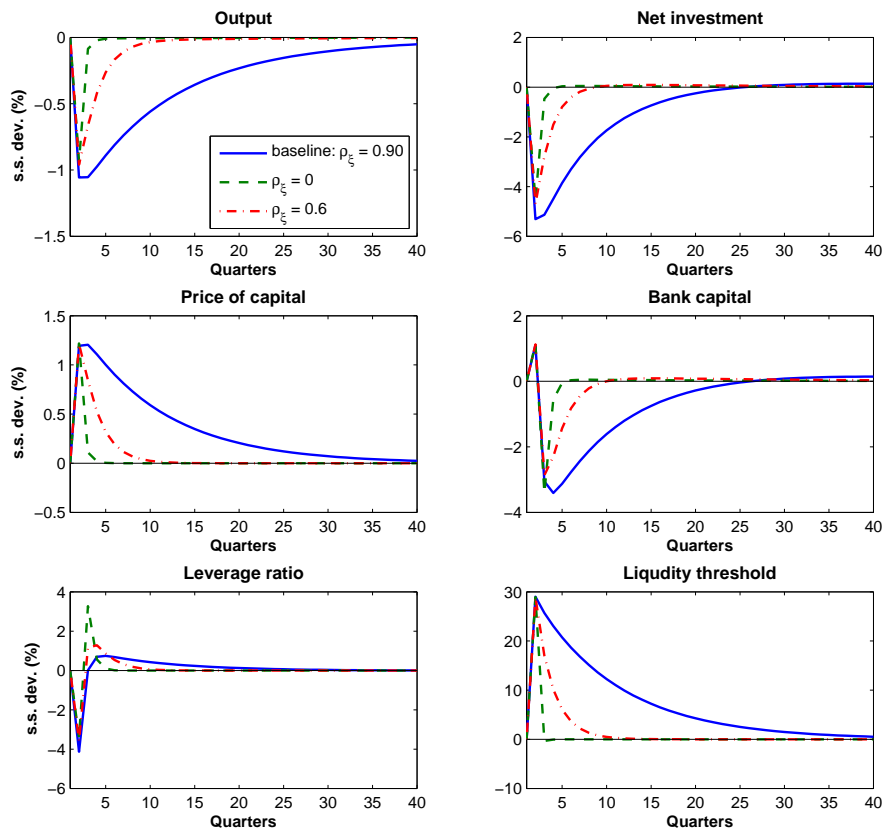 Output
s.s. dev. (%)
0
−0.5
−1
−1.5
baseline: ρξ = 0.90
ρξ = 0
ρξ = 0.6
5 10 15 20 25 30 35 40
Quarters
Net investment
2
0
−2
−4
−6
5 10 15 20 25 30 35 40
Quarters
Price of capital
s.s. dev. (%)
1.5
1
0.5
0
−0.5
5 10 15 20 25 30 35 40
Quarters
Bank capital
2
0
−2
−4
5 10 15 20 25 30 35 40
Quarters
Leverage ratio
s.s. dev. (%)
4
2
0
−2
−4
−6
5 10 15 20 25 30 35 40
Quarters
Liqudity threshold
30
20
10
0
−10
5 10 15 20 25 30 35 40
Quarters